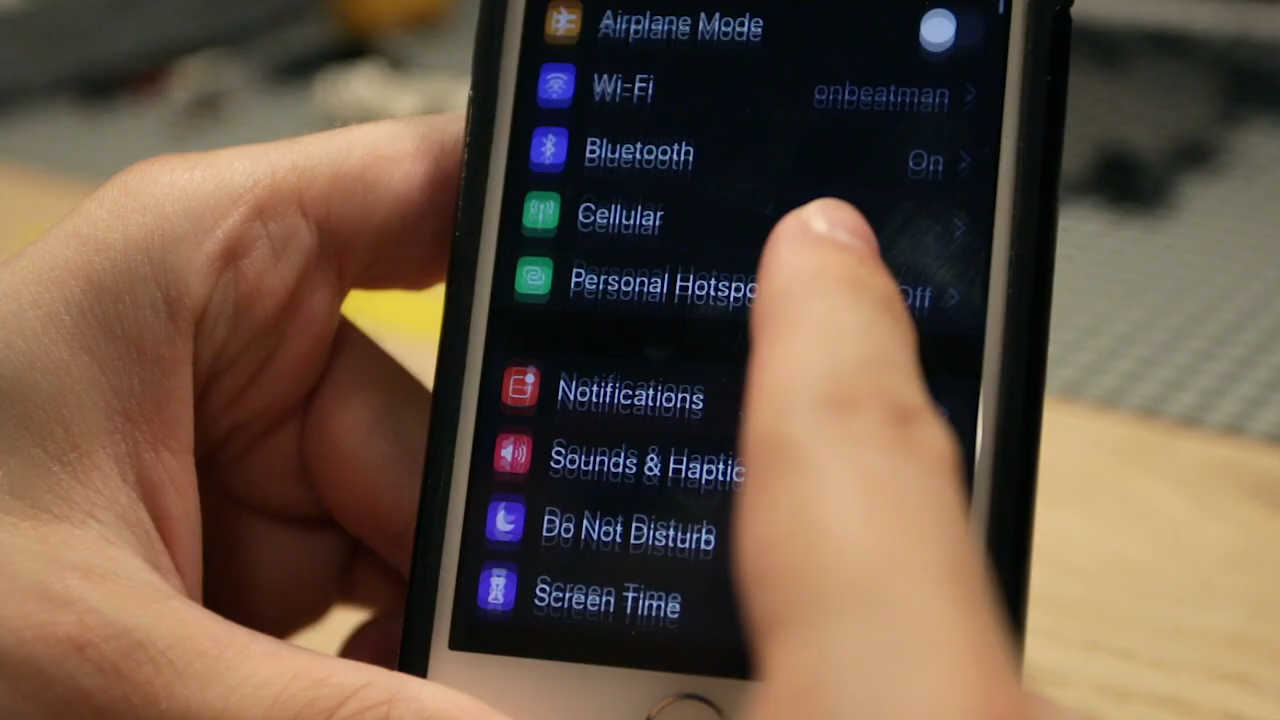 Airplane Mode
Wi-Fi onbeatman
Bluetooth On
Cellular
Personal Hotspo Off
Notifications
Sounds & Haptic
Do Not Disturb
Screen Time